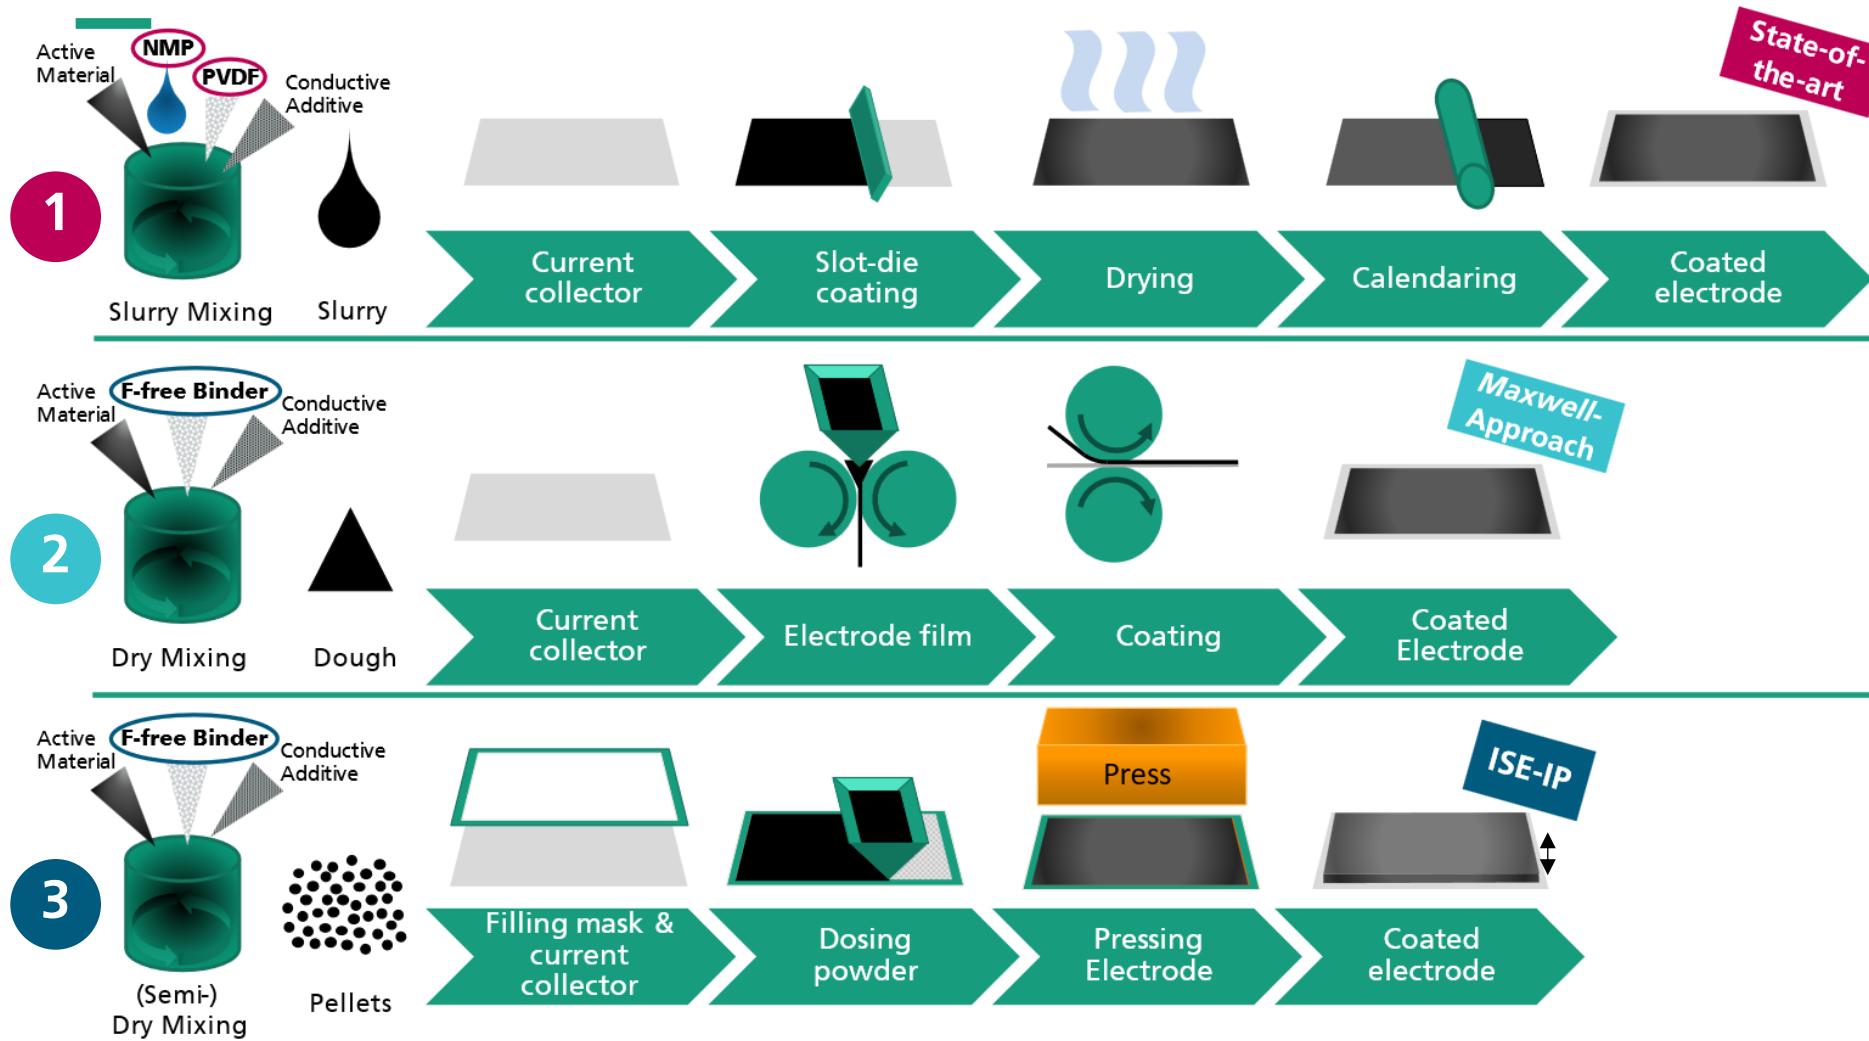 Active
Material
NMP
PVDF
Conductive
Additive
State-of-
the-art
1
Slurry Mixing
Slurry
Current
collector
Slot-die
coating
Drying
Calendaring
Coated
electrode
Active
Material
F-free Binder
Conductive
Additive
Maxwell-
Approach
2
Dry Mixing
Dough
Current
collector
Electrode film
Coating
Coated
Electrode
Active
Material
F-free Binder
Conductive
Additive
Press
ISE-IP
3
(Semi-)
Dry Mixing
Pellets
Filling mask &
current
collector
Dosing
powder
Pressing
Electrode
Coated
electrode